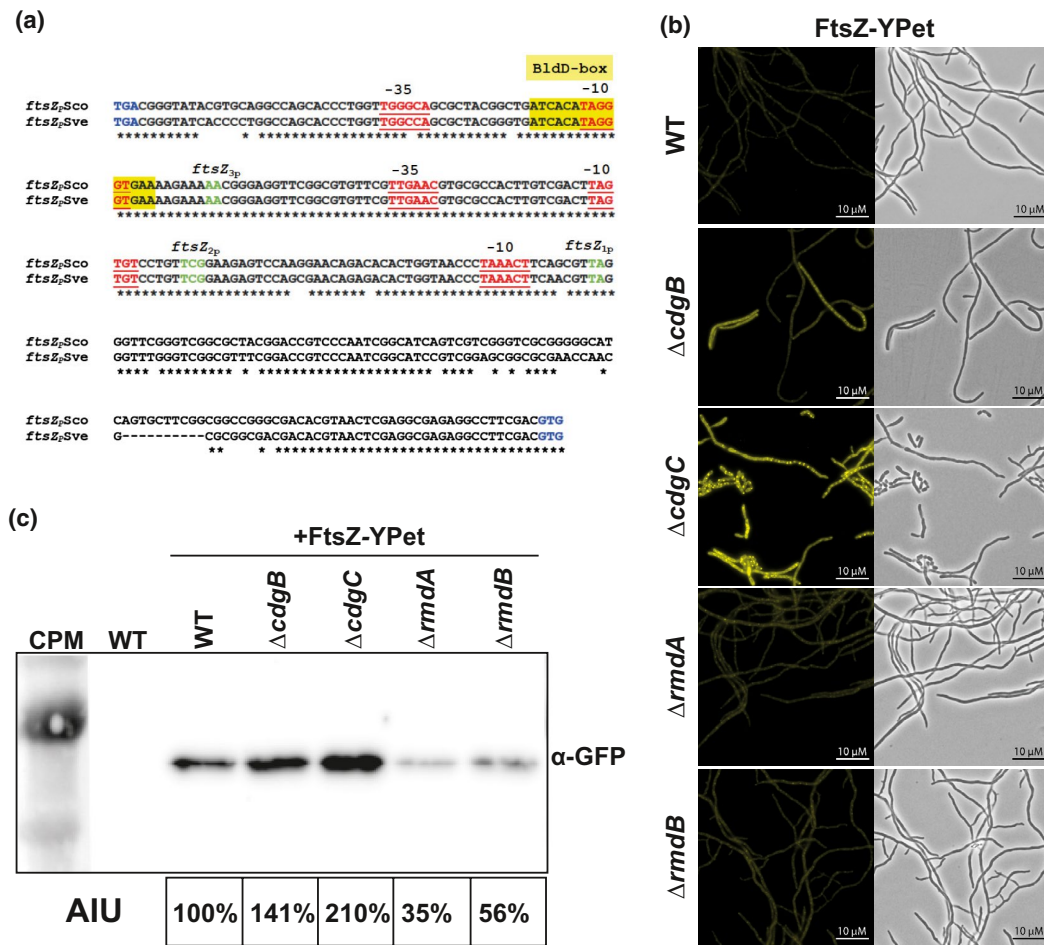 (a)
BldD-box
-35 -10
ftsZpSco TGACGGGTATACGTGCAGGCCAGCACCCTGGTTGGGCAGCGCTACGGCTGATCACATAGG
ftsZpSve TGACGGGTATCACCCCTGGCCAGCACCCTGGTTGGCCAGCGCTACGGGTGATCACATAGG
********** * ***************** *********** ************
ftsZ3p -35 -10
ftsZpSco GTGAAAAGAAAAACGGGAGGTTCGGCGTGTTCGTTGAACGTGCGCCACTTGTCGACTTAG
ftsZpSve GTGAAAAGAAAAACGGGAGGTTCGGCGTGTTCGTTGAACGTGCGCCACTTGTCGACTTAG
************************************************************
ftsZ2p -10 ftsZ1p
ftsZpSco TGTCCTGTTCGGAAGAGTCCAAGGAACAGACACACTGGTAACCCTAAACTTCAGCGTTAG
ftsZpSve TGTCCTGTTCGGAAGAGTCCAGCGAACAGAGACACTGGTAACCCTAAACTTCAACGTTAG
********************* ******* ********************** ******
ftsZpSco GGTTCGGGTCGGCGCTACGGACCGTCCCAATCGGCATCAGTCGTCGGGTCGCGGGGGCAT
ftsZpSve GGTTTGGGTCGGCGTTTCGGACCGTCCCAATCGGCATCCGTCGGAGCGGCGCGAACCAAC
**** ********* * ********************* **** * * **** *
ftsZpSco CAGTGCTTCGGCGGCCGGGCGACACGTAACTCGAGGCGAGAGGCCTTCGACGTG
ftsZpSve G-----------CGCGGCGACGACACGTAACTCGAGGCGAGAGGCCTTCGACGTG
** * **********************************
(b)
FtsZ-YPet
WT
10 µM
10 µM
ΔcdgB
10 µM
10 µM
ΔcdgC
10 µM
10 µM
ΔrmdA
10 µM
10 µM
ΔrmdB
10 µM
10 µM
(c)
+FtsZ-YPet
CPM WT WT ΔcdgB ΔcdgC ΔrmdA ΔrmdB
α-GFP
AIU 100% 141% 210% 35% 56%